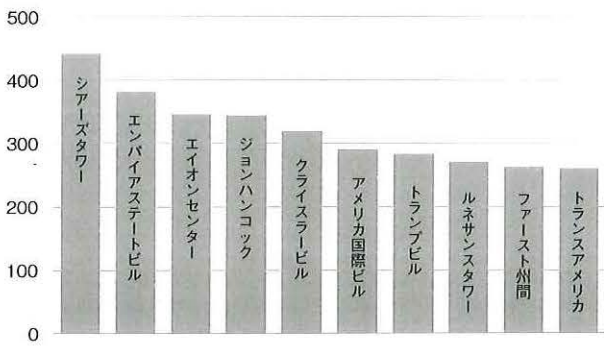 500
400
300
200
100
0
シアーズタワー
エンパイアステートビル
エイオンセンター
ジョンハンコック
クライスラービル
アメリカ国際ビル
トランプビル
ルネサンスタワー
ファースト州間
トランスアメリカ